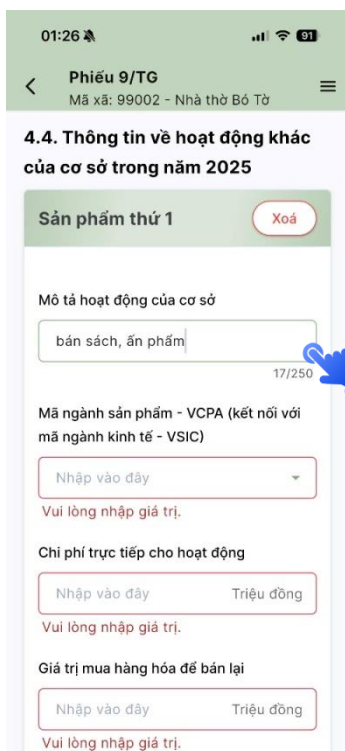 01:26
91
Phiếu 9/TG
Mã xã: 99002 - Nhà thờ Bó Tờ
4.4. Thông tin về hoạt động khác
của cơ sở trong năm 2025
Sản phẩm thứ 1
Xoá
Mô tả hoạt động của cơ sở
bán sách, ấn phẩm
17/250
Mã ngành sản phẩm - VCPA (kết nối với
mã ngành kinh tế - VSIC)
Nhập vào đây
Vui lòng nhập giá trị.
Chi phí trực tiếp cho hoạt động
Nhập vào đây Triệu đồng
Vui lòng nhập giá trị.
Giá trị mua hàng hóa để bán lại
Nhập vào đây Triệu đồng
Vui lòng nhập giá trị.